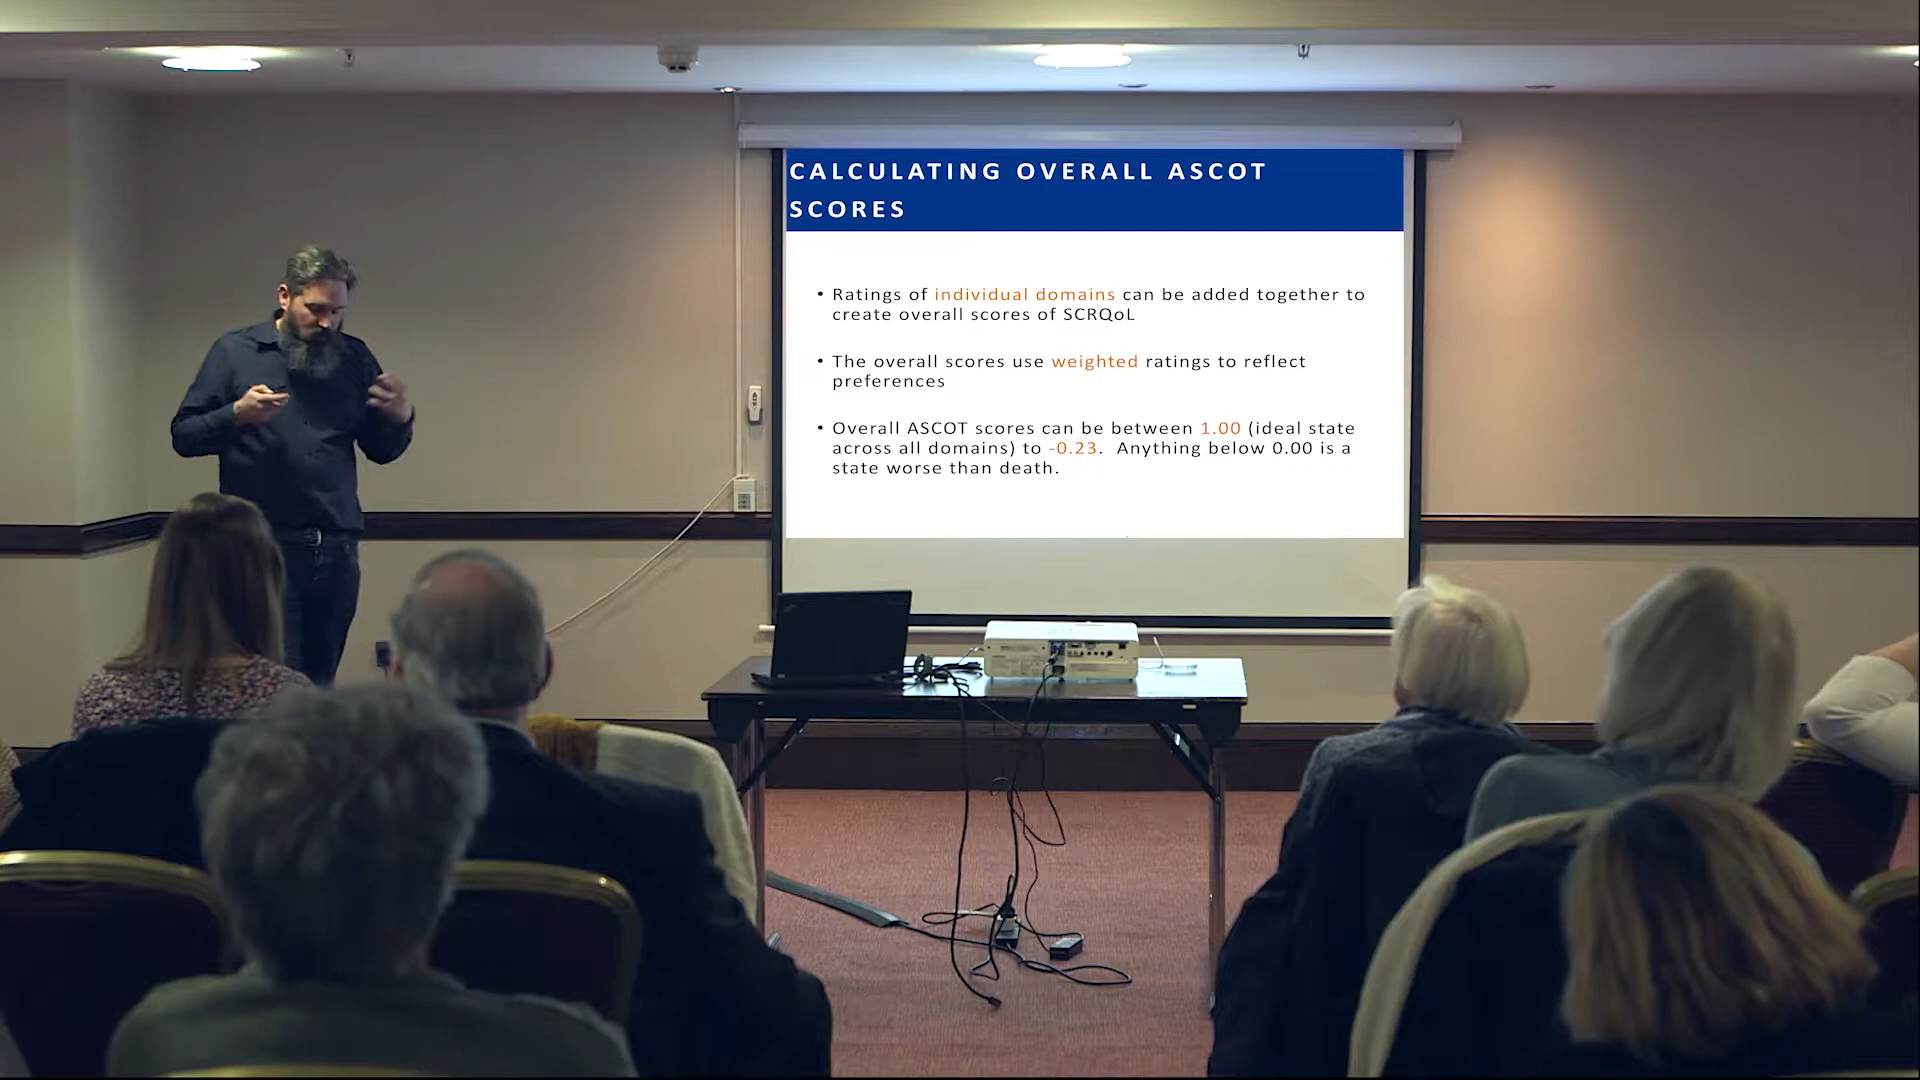 CALCULATING OVERALL ASCOT
SCORES
• Ratings of individual domains can be added together to
create overall scores of SCRQoL
• The overall scores use weighted ratings to reflect
preferences
• Overall ASCOT scores can be between 1.00 (ideal state
across all domains) to -0.23.  Anything below 0.00 is a
state worse than death.